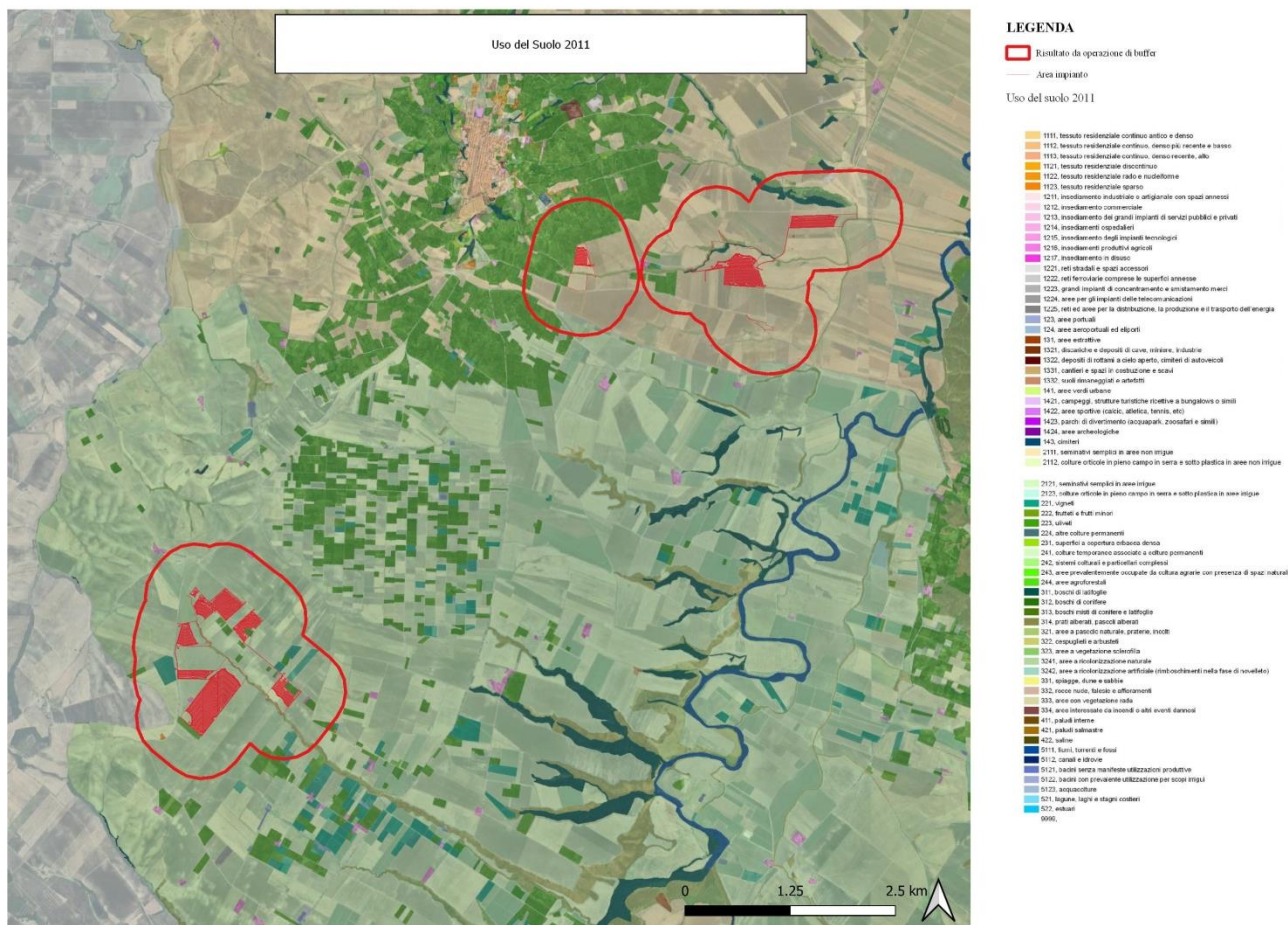 Uso del Suolo 2011
LEGENDA
Risultato da operazione di buffer
Area impianto
Uso del suolo 2011
1111, tessuto residenziale continuo antico e denso
1112, tessuto residenziale continuo, denso più recente e basso
1113, tessuto residenziale continuo, denso recente, alto
1121, tessuto residenziale discontinuo
1122, tessuto residenziale rado e nucleiforme
1123, tessuto residenziale sparso
1211, insediamento industriale o artigianale con spazi annessi
1212, insediamento commerciale
1213, insediamento dei grandi impianti di servizi pubblici e privati
1214, insediamenti ospedalieri
1215, insediamento degli impianti tecnologici
1216, insediamenti produttivi agricoli
1217, insediamento in disuso
1221, reti stradali e spazi accessori
1222, reti ferroviarie comprese le superfici annesse
1223, grandi impianti di concentramento e smistamento merci
1224, aree per gli impianti delle telecomunicazioni
1225, reti ed aree per la distribuzione, la produzione e il trasporto dell'energia
123, aree portuali
124, aree aeroportuali ed eliporti
131, aree estrattive
1321, discariche e depositi di cave, miniere, industrie
1322, depositi di rottami a cielo aperto, cimiteri di autoveicoli
1331, cantieri e spazi in costruzione e scavi
1332, suoli rimaneggiati e artefatti
141, aree verdi urbane
1421, campeggi, strutture turistiche ricettive a bungalows o simili
1422, aree sportive (calcio, atletica, tennis, etc)
1423, parchi di divertimento (acquapark, zoosafari e simili)
1424, aree archeologiche
143, cimiteri
2111, seminativi semplici in aree non irrigue
2112, colture orticole in pieno campo in serra e sotto plastica in aree non irrigue
2121, seminativi semplici in aree irrigue
2123, colture orticole in pieno campo in serra e sotto plastica in aree irrigue
221, vigneti
222, frutteti e frutti minori
223, uliveti
224, altre colture permanenti
231, superfici a copertura erbacea densa
241, colture temporanee associate a colture permanenti
242, sistemi colturali e particellari complessi
243, aree prevalentemente occupate da coltura agrarie con presenza di spazi naturali
244, aree agroforestali
311, boschi di latifoglie
312, boschi di conifere
313, boschi misti di conifere e latifoglie
314, prati alberati, pascoli alberati
321, aree a pascolo naturale, praterie, incolti
322, cespuglieti e arbusteti
323, aree a vegetazione sclerofilla
3241, aree a ricolonizzazione naturale
3242, aree a ricolonizzazione artificiale (rimboschimenti nella fase di novelleto)
331, spiagge, dune e sabbie
332, rocce nude, falesie e affioramenti
333, aree con vegetazione rada
334, aree interessate da incendi o altri eventi dannosi
411, paludi interne
421, paludi salmastre
422, saline
5111, fiumi, torrenti e fossi
5112, canali e idrovie
5121, bacini senza manifeste utilizzazioni produttive
5122, bacini con prevalente utilizzazione per scopi irrigui
5123, acquacolture
521, lagune, laghi e stagni costieri
522, estuari
9999,
0 1.25 2.5 km